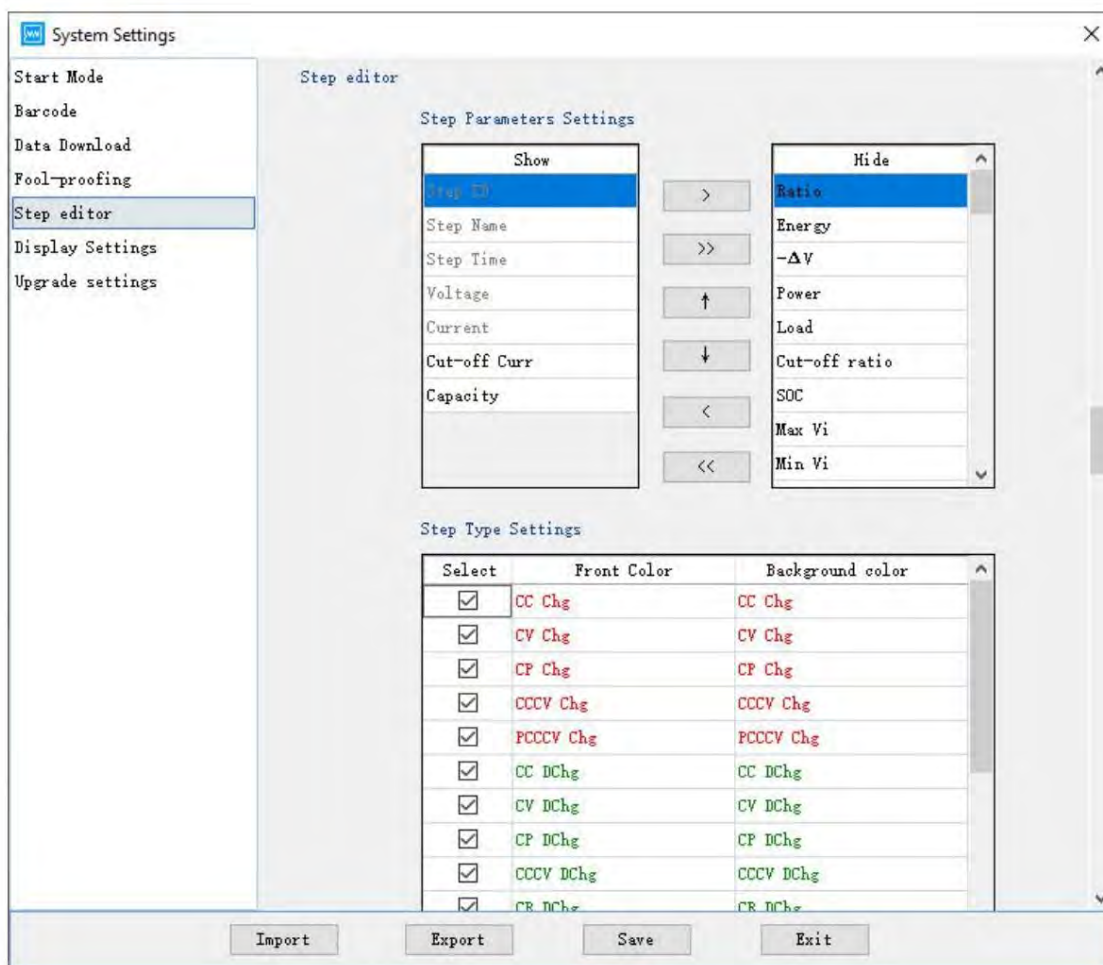 System Settings
Start Mode
Barcode
Data Download
Fool-proofing
Step editor
Display Settings
Upgrade settings
Step editor
Step Parameters Settings
Show
Step ID
Step Name
Step Time
Voltage
Current
Cut-off Curr
Capacity
>
>>
↑
↓
<
<<
Hide
Ratio
Energy
-ΔV
Power
Load
Cut-off ratio
SOC
Max Vi
Min Vi
Step Type Settings
Select Front Color Background color
CC Chg CC Chg
CV Chg CV Chg
CP Chg CP Chg
CCCV Chg CCCV Chg
PCCCV Chg PCCCV Chg
CC DChg CC DChg
CV DChg CV DChg
CP DChg CP DChg
CCCV DChg CCCV DChg
CR DChg CR DChg
Import Export Save Exit